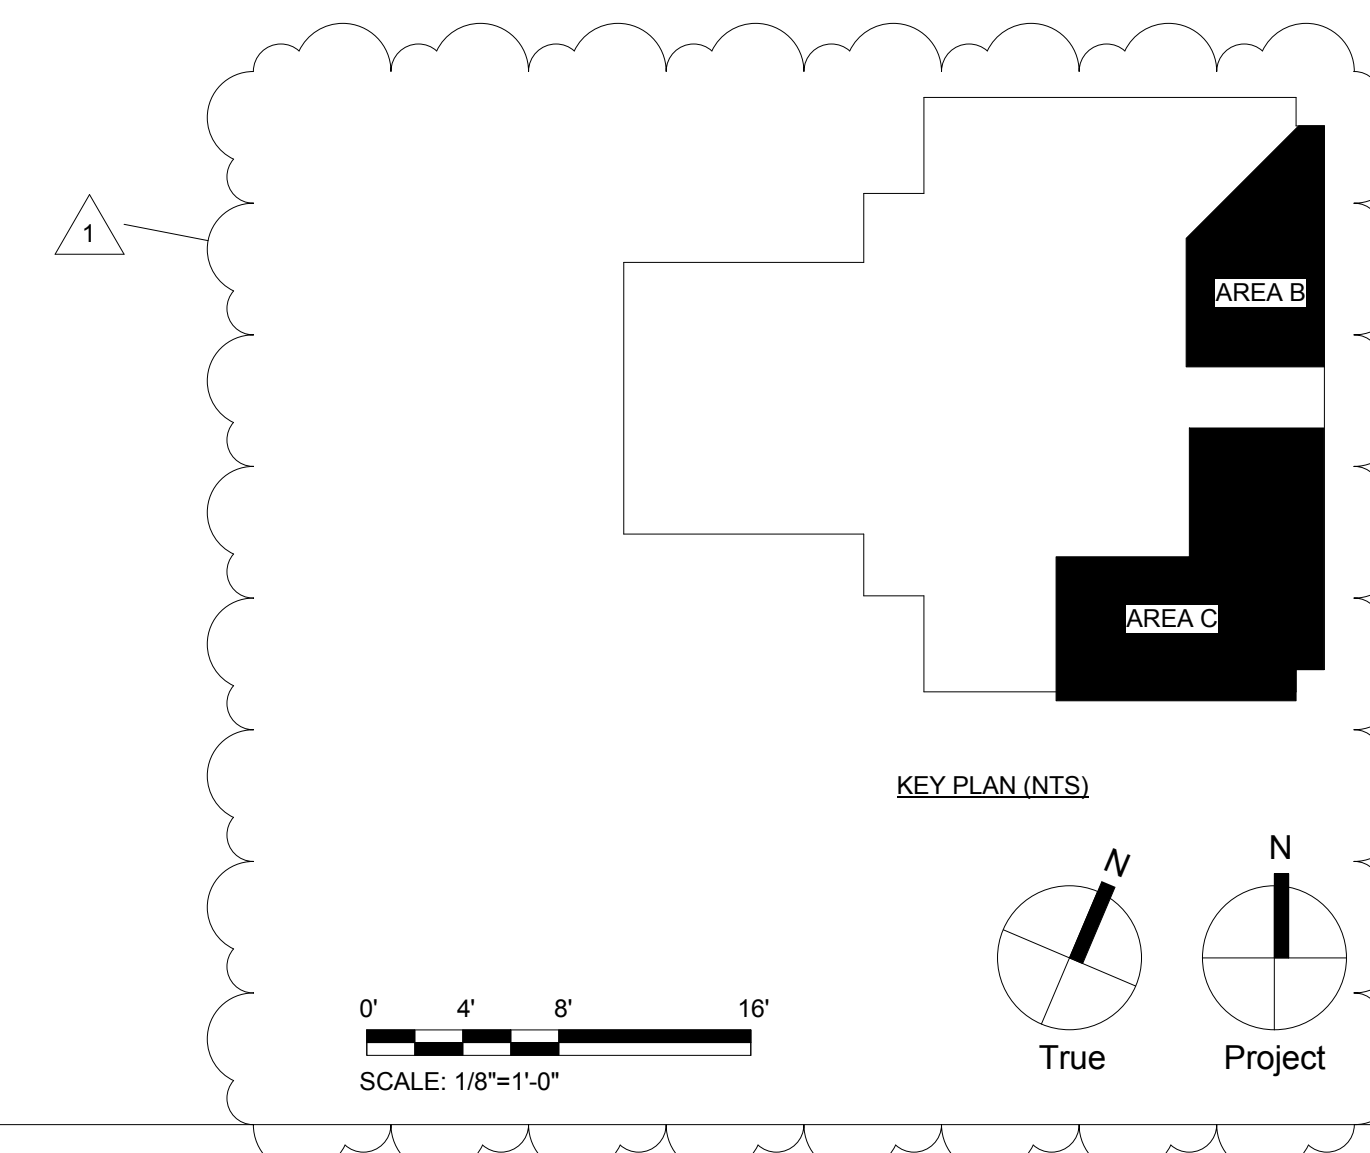 1
AREA B
AREA C
KEY PLAN (NTS)
N
N
0' 4' 8' 16'
SCALE: 1/8"=1'-0"
True
Project